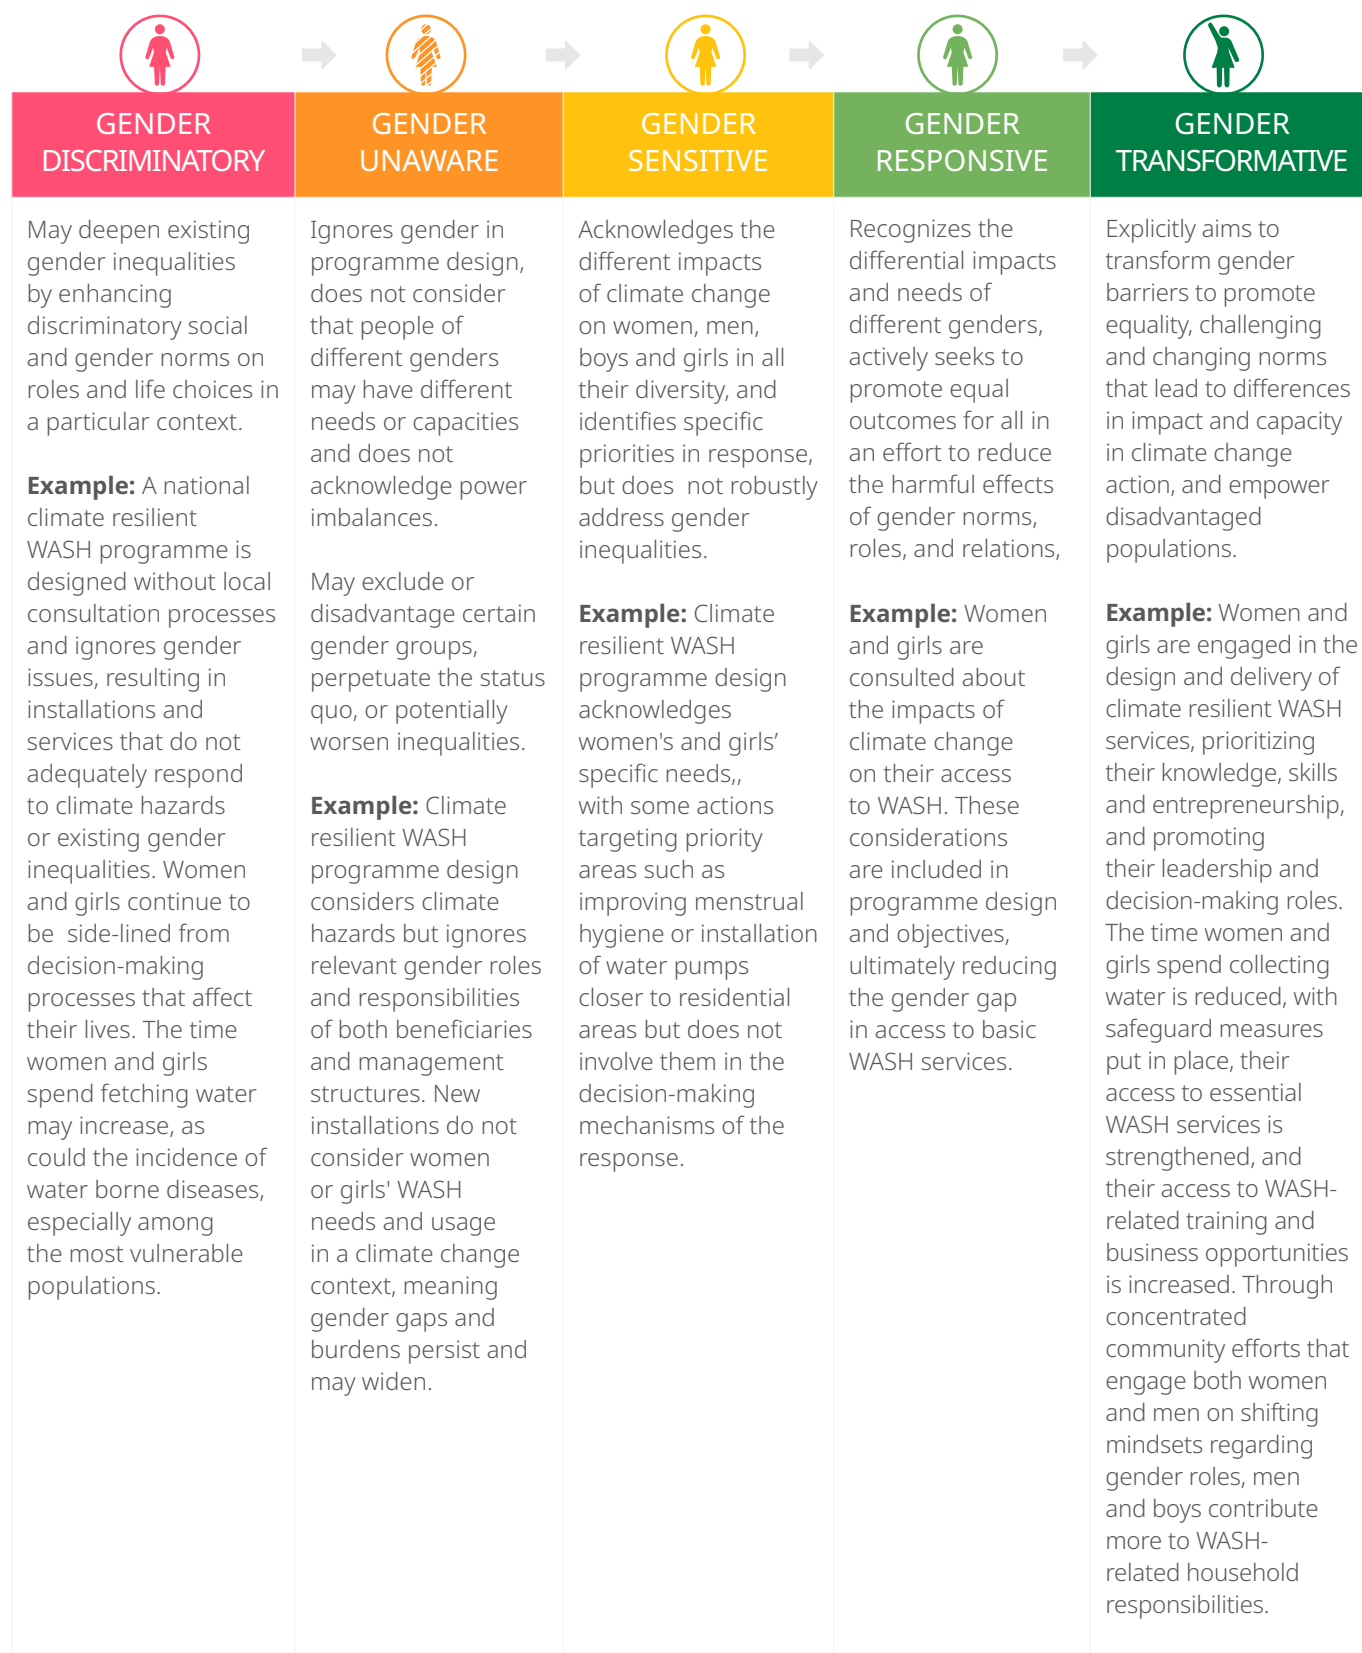 GENDER
DISCRIMINATORY
May deepen existing
gender inequalities
by enhancing
discriminatory social
and gender norms on
roles and life choices in
a particular context.
Example: A national
climate resilient
WASH programme is
designed without local
consultation processes
and ignores gender
issues, resulting in
installations and
services that do not
adequately respond
to climate hazards
or existing gender
inequalities. Women
and girls continue to
be  side-lined from
decision-making
processes that affect
their lives. The time
women and girls
spend fetching water
may increase, as
could the incidence of
water borne diseases,
especially among
the most vulnerable
populations.
GENDER
UNAWARE
Ignores gender in
programme design,
does not consider
that people of
different genders
may have different
needs or capacities
and does not
acknowledge power
imbalances.
May exclude or
disadvantage certain
gender groups,
perpetuate the status
quo, or potentially
worsen inequalities.
Example: Climate
resilient WASH
programme design
considers climate
hazards but ignores
relevant gender roles
and responsibilities
of both beneficiaries
and management
structures. New
installations do not
consider women
or girls' WASH
needs and usage
in a climate change
context, meaning
gender gaps and
burdens persist and
may widen.
GENDER
SENSITIVE
Acknowledges the
different impacts
of climate change
on women, men,
boys and girls in all
their diversity, and
identifies specific
priorities in response,
but does  not robustly
address gender
inequalities.
Example: Climate
resilient WASH
programme design
acknowledges
women's and girls’
specific needs,,
with some actions
targeting priority
areas such as
improving menstrual
hygiene or installation
of water pumps
closer to residential
areas but does not
involve them in the
decision-making
mechanisms of the
response.
GENDER
RESPONSIVE
Recognizes the
differential impacts
and needs of
different genders,
actively seeks to
promote equal
outcomes for all in
an effort to reduce
the harmful effects
of gender norms,
roles, and relations,
Example: Women
and girls are
consulted about
the impacts of
climate change
on their access
to WASH. These
considerations
are included in
programme design
and objectives,
ultimately reducing
the gender gap
in access to basic
WASH services.
GENDER
TRANSFORMATIVE
Explicitly aims to
transform gender
barriers to promote
equality, challenging
and changing norms
that lead to differences
in impact and capacity
in climate change
action, and empower
disadvantaged
populations.
Example: Women and
girls are engaged in the
design and delivery of
climate resilient WASH
services, prioritizing
their knowledge, skills
and entrepreneurship,
and promoting
their leadership and
decision-making roles.
The time women and
girls spend collecting
water is reduced, with
safeguard measures
put in place, their
access to essential
WASH services is
strengthened, and
their access to WASH-
related training and
business opportunities
is increased. Through
concentrated
community efforts that
engage both women
and men on shifting
mindsets regarding
gender roles, men
and boys contribute
more to WASH-
related household
responsibilities.